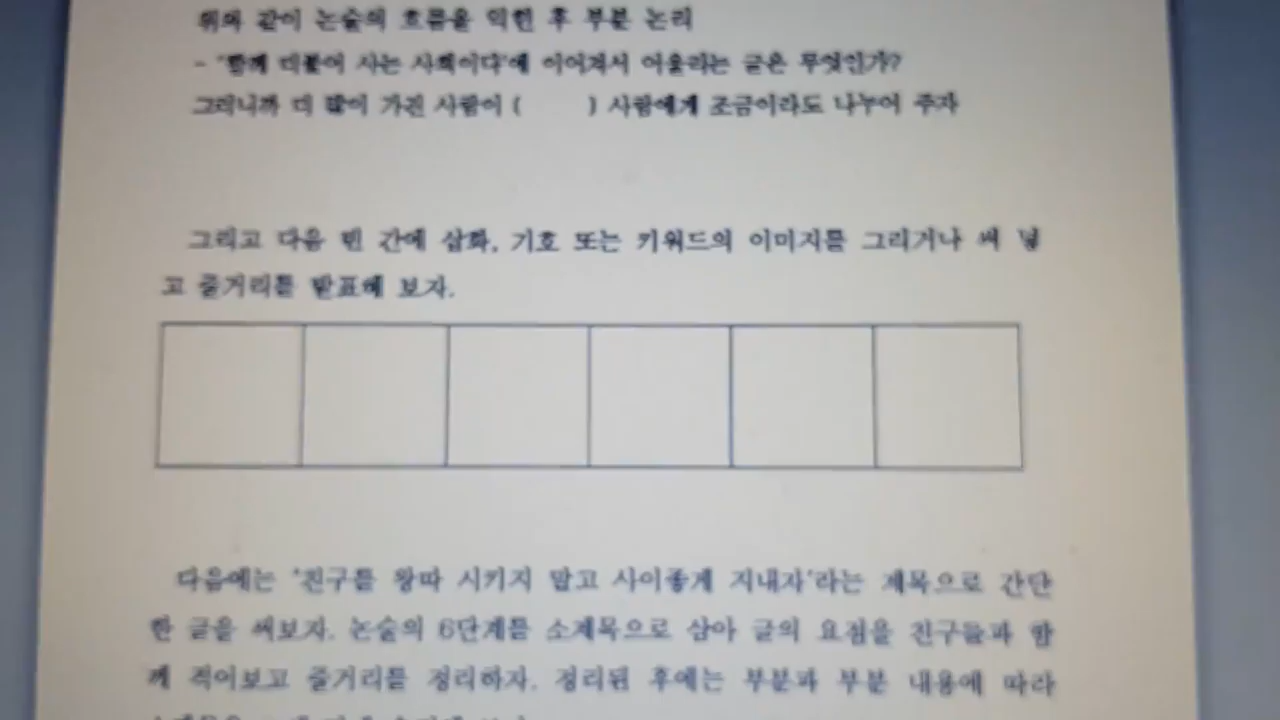 위와 같이 논술의 흐름을 익힌 후 부분 논리
- '함께 더불어 사는 사회이다'에 이어져서 어울리는 글은 무엇인가?
그러니까 더 많이 가진 사람이 (          ) 사람에게 조금이라도 나누어 주자
그리고 다음 빈 간에 삽화, 기호 또는 키워드의 이미지를 그리거나 써 넣
고 줄거리를 발표해 보자.
다음에는 '친구를 왕따 시키지 말고 사이좋게 지내자'라는 제목으로 간단
한 글을 써보자. 논술의 6단계를 소제목으로 삼아 글의 요점을 친구들과 함
께 적어보고 줄거리를 정리하자. 정리된 후에는 부분과 부분 내용에 따라